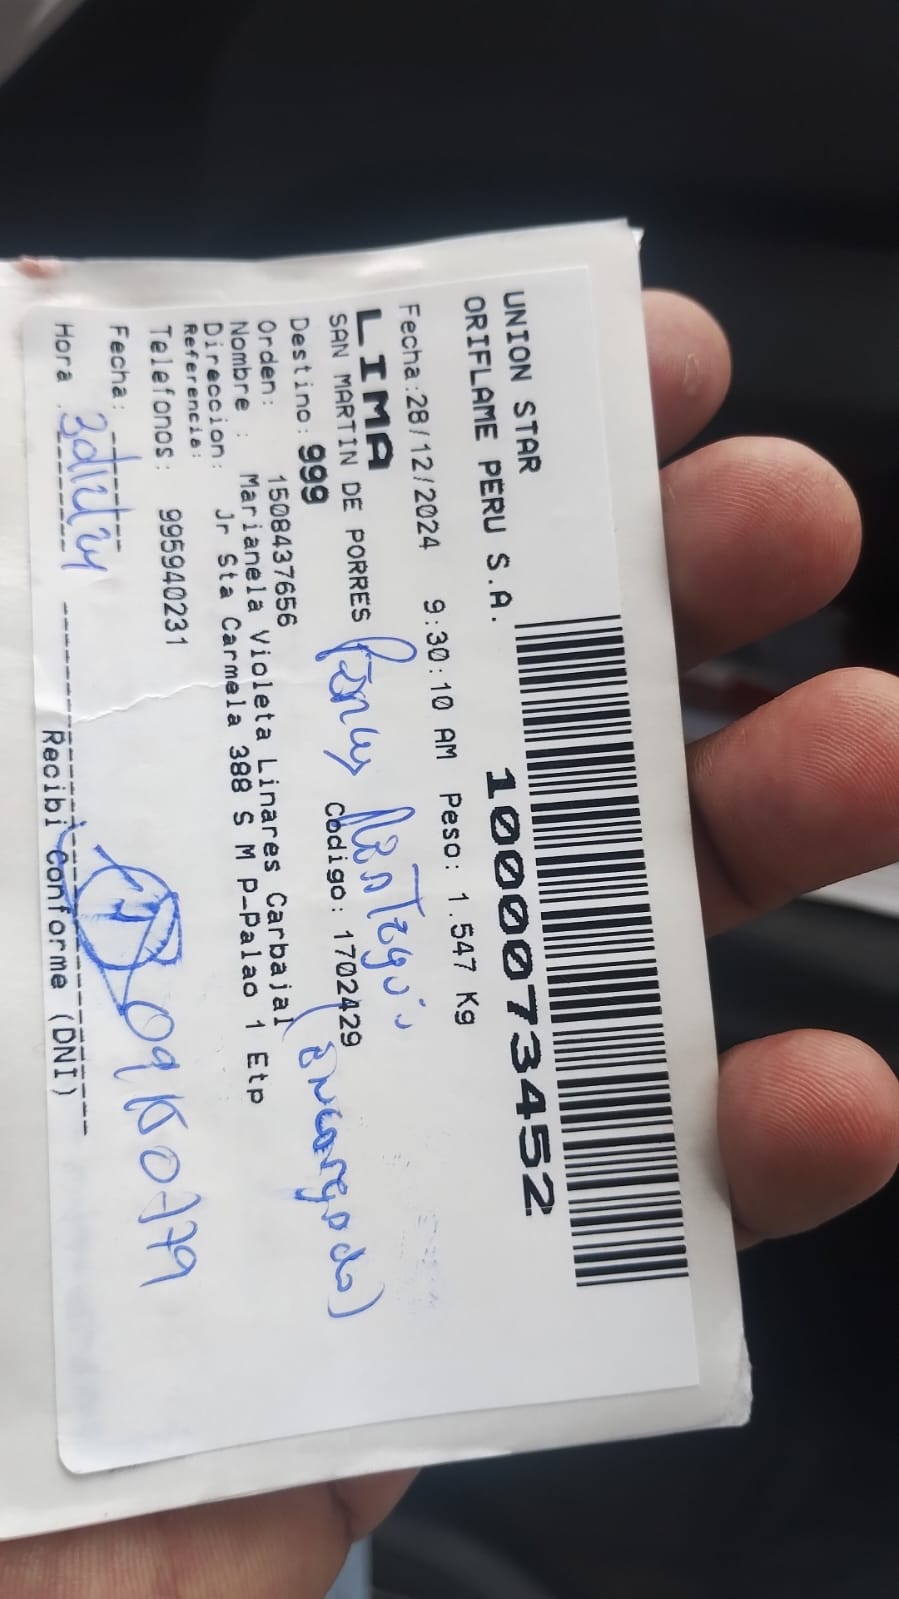 UNION STAR
ORIFLAME PERU S.A.
1000073452
Fecha:28/12/2024 9:30:10 AM Peso: 1.547 Kg
LIMA
SAN MARTIN DE PORRES
Destino: 999 Codigo: 1702429
(Encargado)
Orden: 1508437656
Nombre : Marianela Violeta Linares Carbajal
Direccion: Jr Sta Carmela 388 S M P-Palao 1 Etp
Referencia:
Telefonos: 995940231
Fecha:
Hora
Recibi Conforme (DNI)